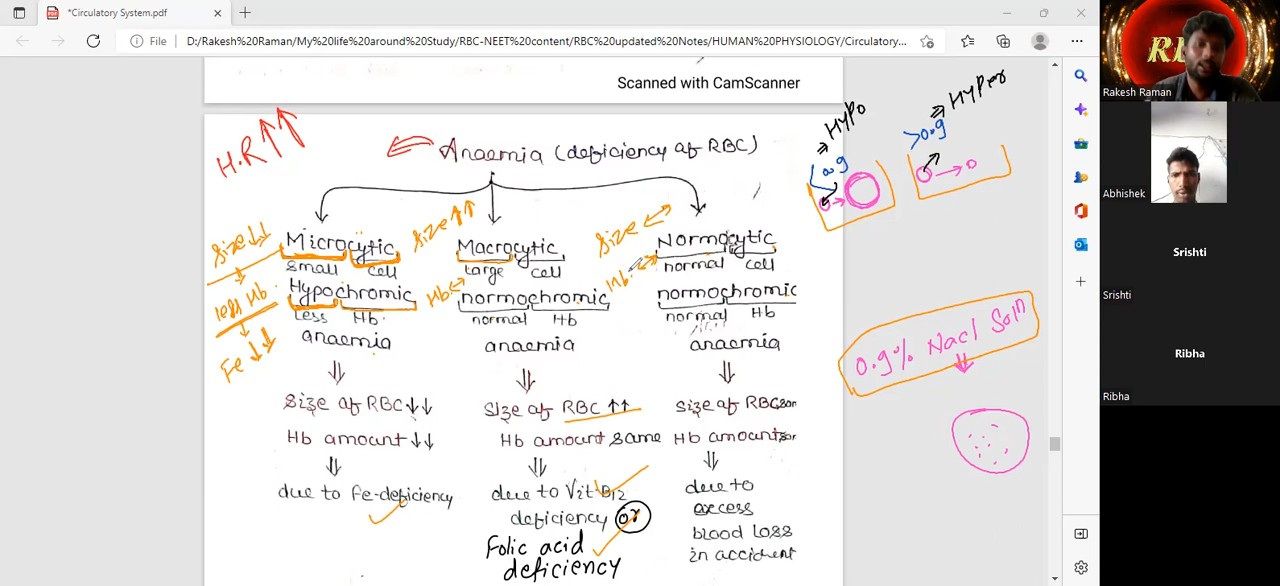 *Circulatory System.pdf
File
D:/Rakesh%20Raman/My%20life%20around%20Study/RBC-NEET%20content/RBC%20updated%20Notes/HUMAN%20PHYSIOLOGY/Circulatory...
Scanned with CamScanner
Rakesh Raman
Abhishek
Srishti
Srishti
Ribha
Ribha
H.R↑↑
Anaemia (deficiency of RBC)
⇒ HYPO
⇒ HYPER
>0.9
Size↓↓
less Hb.
Fe↓↓
Microcytic
small cell
Hypochromic
less Hb.
anaemia
Size of RBC↓↓
Hb amount↓↓
due to Fe-deficiency
Size↑↑
Hb↔
Macrocytic
large cell
normochromic
normal Hb
anaemia
Size of RBC↑↑
Hb amount same
due to Vit-B12
deficiency or
Folic acid
deficiency
Size ↔
Hb. ↔
Normocytic
normal cell
normochromic
normal Hb
anaemia
size of RBC
Hb amount
due to
excess
blood loss
in accident
0.9% Nacl Soln